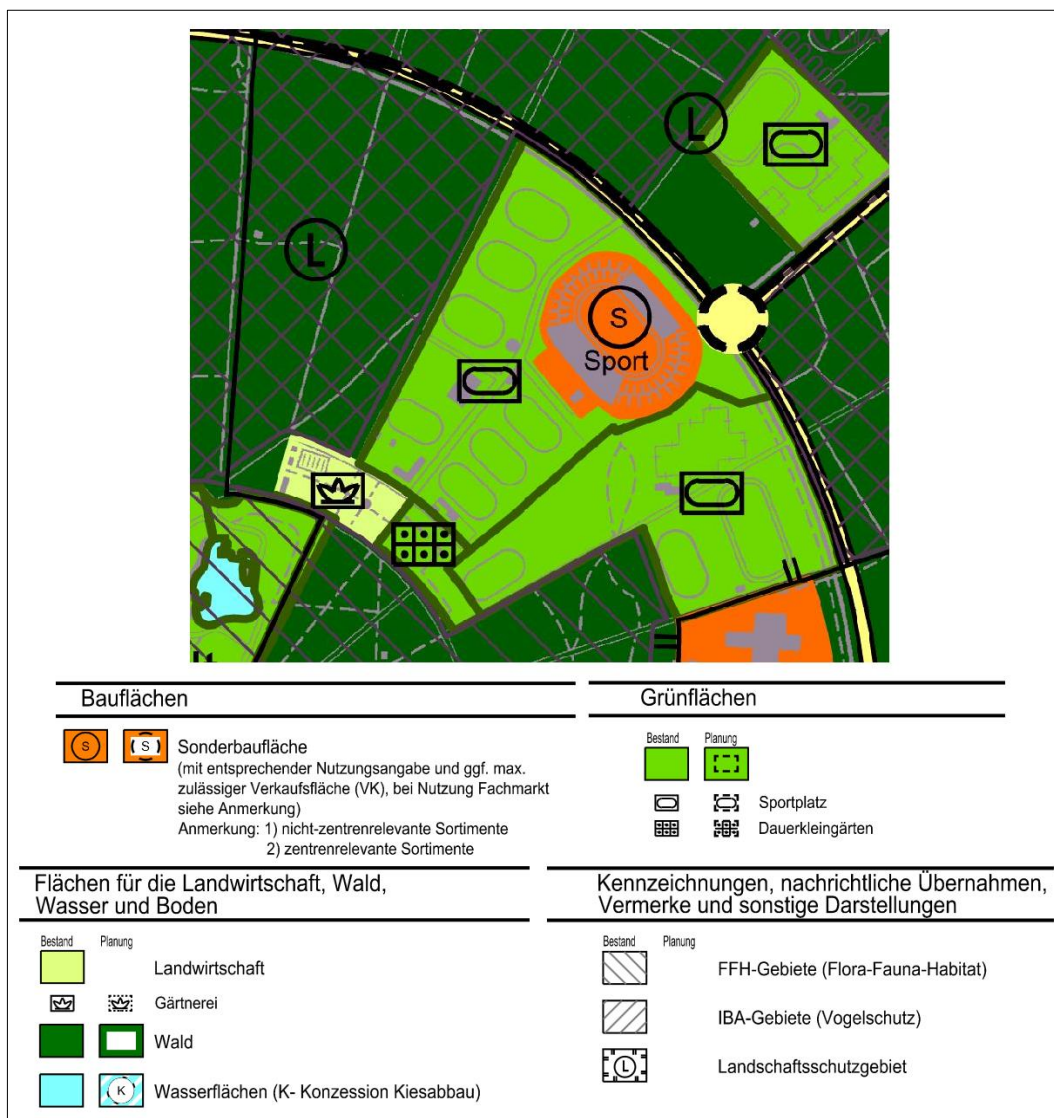 L
L
S
Sport
Bauflächen
S
S
Sonderbaufläche
(mit entsprechender Nutzungsangabe und ggf. max.
zulässiger Verkaufsfläche (VK), bei Nutzung Fachmarkt
siehe Anmerkung)
Anmerkung: 1) nicht-zentrenrelevante Sortimente
2) zentrenrelevante Sortimente
Grünflächen
Bestand Planung
Sportplatz
Dauerkleingärten
Flächen für die Landwirtschaft, Wald,
Wasser und Boden
Bestand Planung
Landwirtschaft
Gärtnerei
Wald
K
Wasserflächen (K- Konzession Kiesabbau)
Kennzeichnungen, nachrichtliche Übernahmen,
Vermerke und sonstige Darstellungen
Bestand Planung
FFH-Gebiete (Flora-Fauna-Habitat)
IBA-Gebiete (Vogelschutz)
L
Landschaftsschutzgebiet